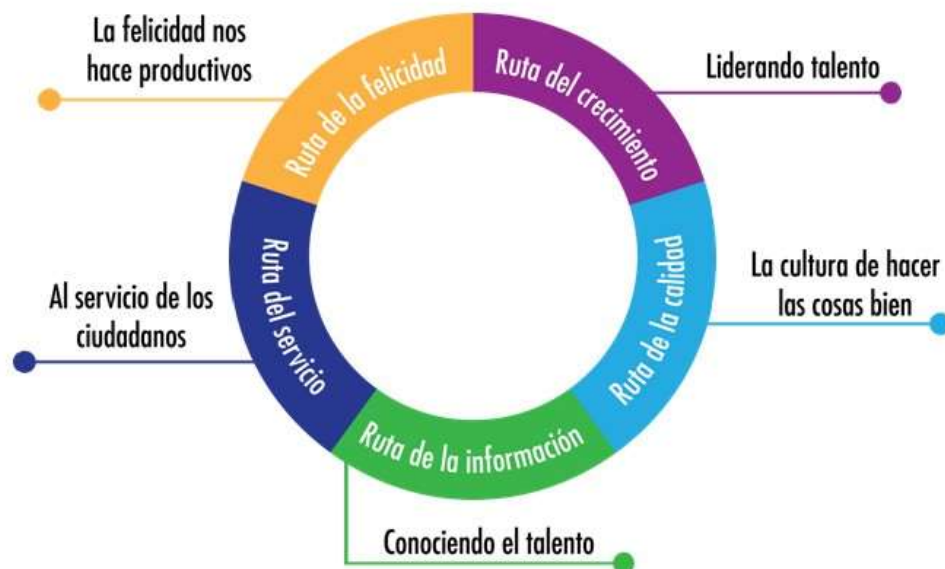 La felicidad nos
hace productivos
Ruta de la felicidad
Ruta del crecimiento
Liderando talento
Al servicio de los
ciudadanos
Ruta del servicio
Ruta de la calidad
La cultura de hacer
las cosas bien
Ruta de la información
Conociendo el talento